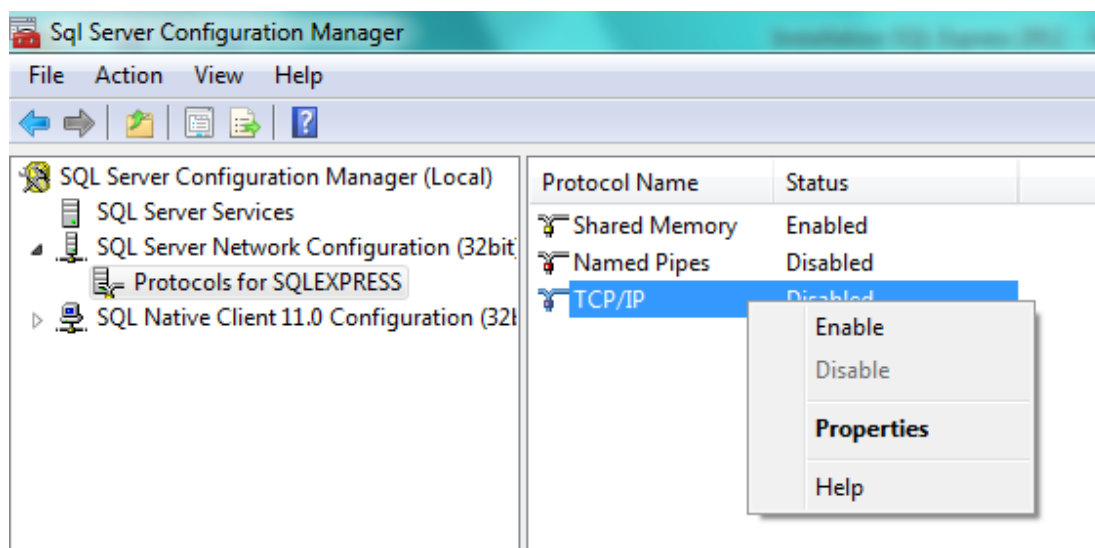 Sql Server Configuration Manager
File Action View Help
SQL Server Configuration Manager (Local)
SQL Server Services
SQL Server Network Configuration (32bit)
Protocols for SQLEXPRESS
SQL Native Client 11.0 Configuration (32b
Protocol Name Status
Shared Memory Enabled
Named Pipes Disabled
TCP/IP Disabled
Enable
Disable
Properties
Help